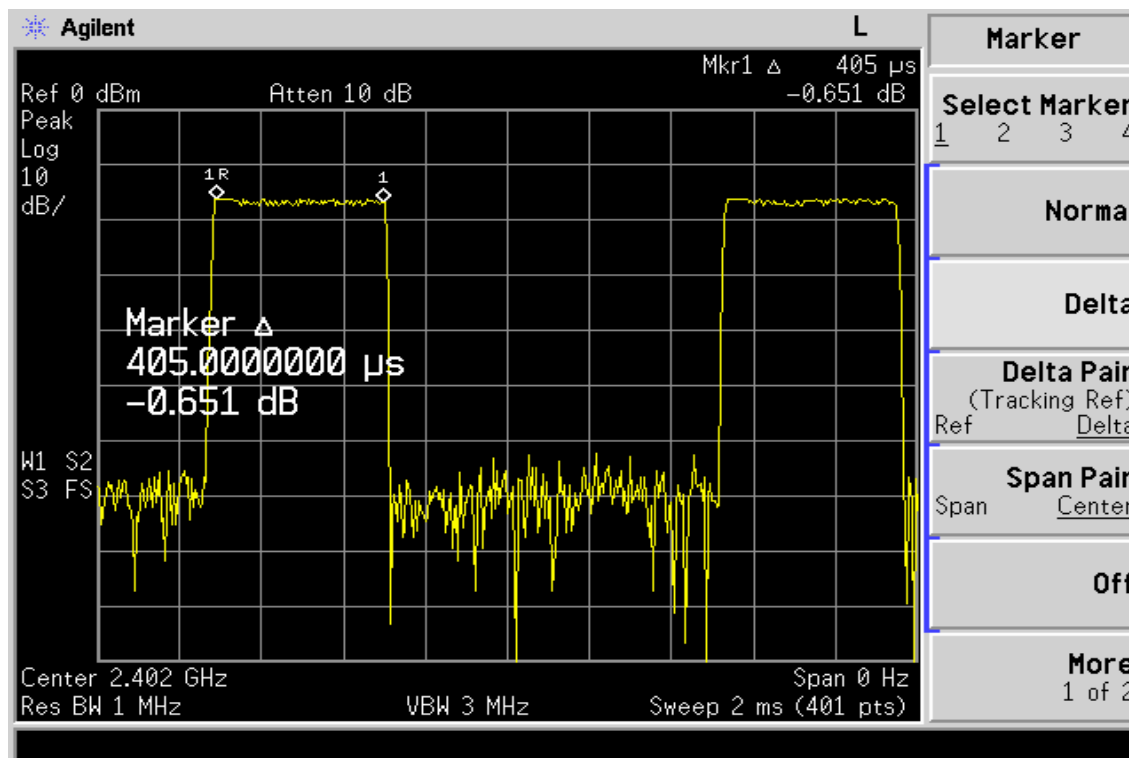 Agilent
L
Marker
Mkr1 Δ 405 µs
Ref 0 dBm Atten 10 dB -0.651 dB
Peak
Log
10
dB/
1R
1
Marker Δ
405.0000000 µs
-0.651 dB
W1 S2
S3 FS
Center 2.402 GHz Span 0 Hz
Res BW 1 MHz VBW 3 MHz Sweep 2 ms (401 pts)
Select Marker
1 2 3 4
Norma
Delta
Delta Pair
(Tracking Ref)
Ref Delta
Span Pair
Span Center
Off
More
1 of 2